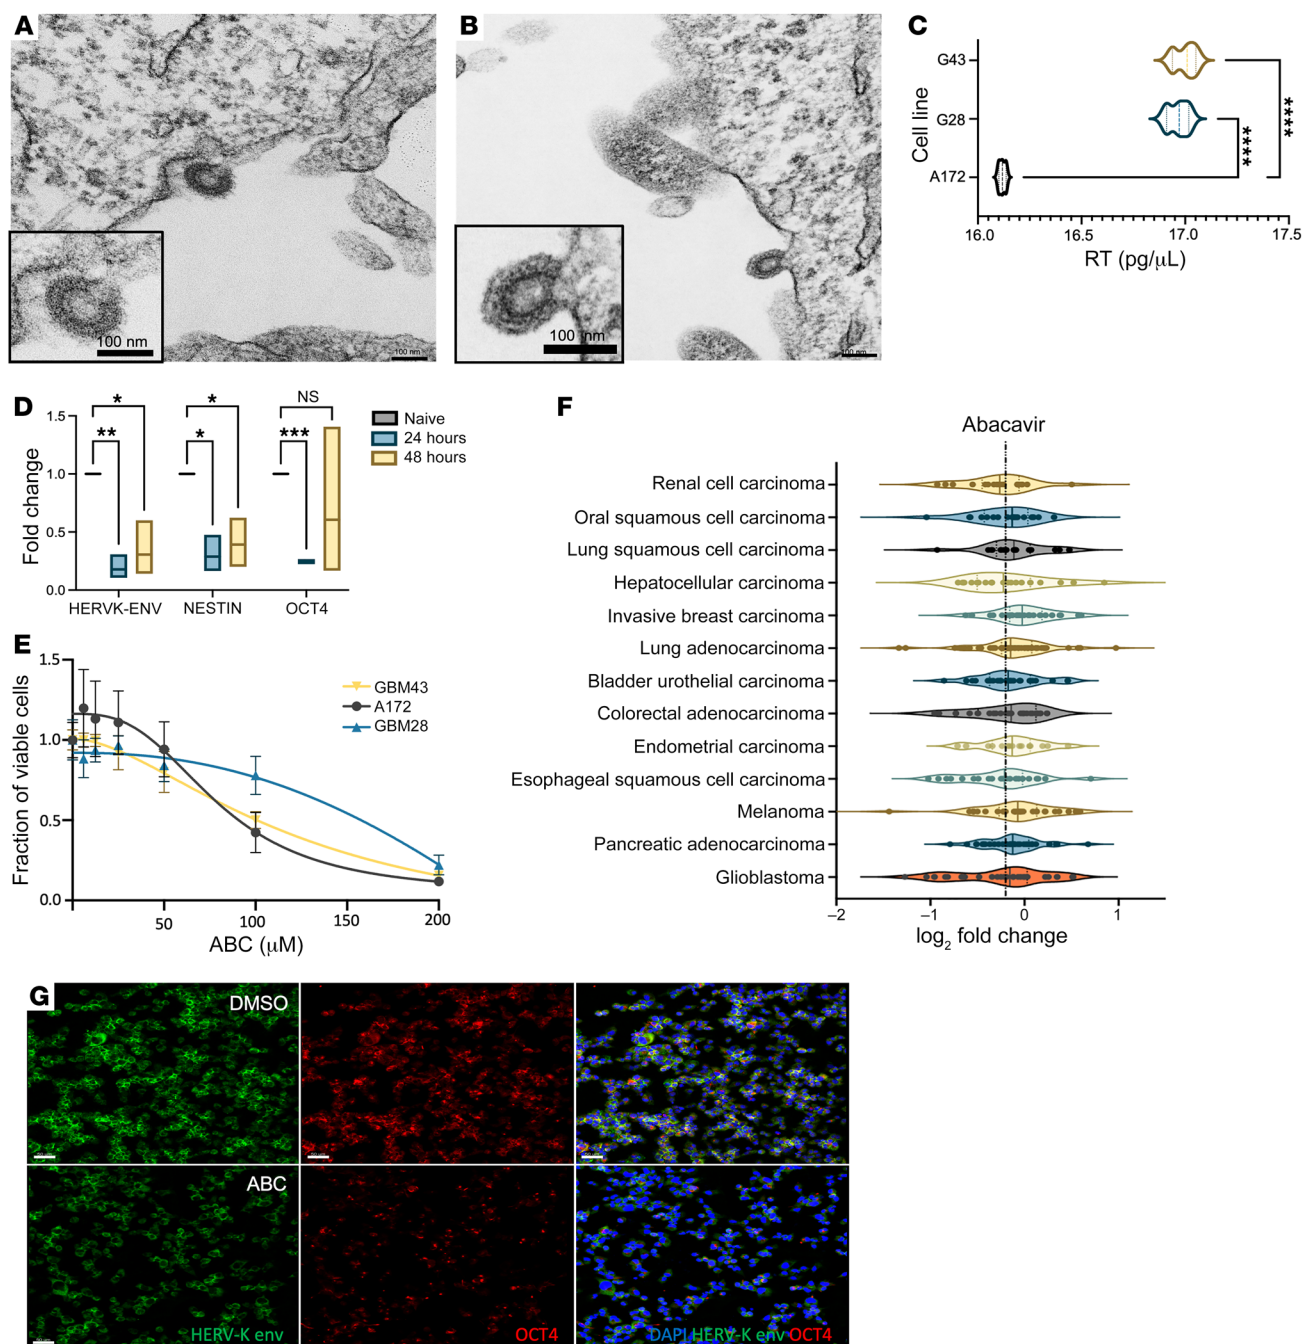 A
B
C
100 nm
100 nm
100 nm
Cell line
G43
G28
A172
****
****
16.0 16.5 17.0 17.5
RT (pg/μL)
D
Fold change
1.5
1.0
0.5
0.0
*
**
*
*
NS
***
HERVK-ENV NESTIN OCT4
Naive
24 hours
48 hours
E
Fraction of viable cells
1.5
1.0
0.5
0.0
GBM43
A172
GBM28
50 100 150 200
ABC (μM)
F
Abacavir
Renal cell carcinoma
Oral squamous cell carcinoma
Lung squamous cell carcinoma
Hepatocellular carcinoma
Invasive breast carcinoma
Lung adenocarcinoma
Bladder urothelial carcinoma
Colorectal adenocarcinoma
Endometrial carcinoma
Esophageal squamous cell carcinoma
Melanoma
Pancreatic adenocarcinoma
Glioblastoma
–2 –1 0 1
log2 fold change
G
DMSO
ABC
HERV-K env
OCT4
DAPI HERV-K env OCT4